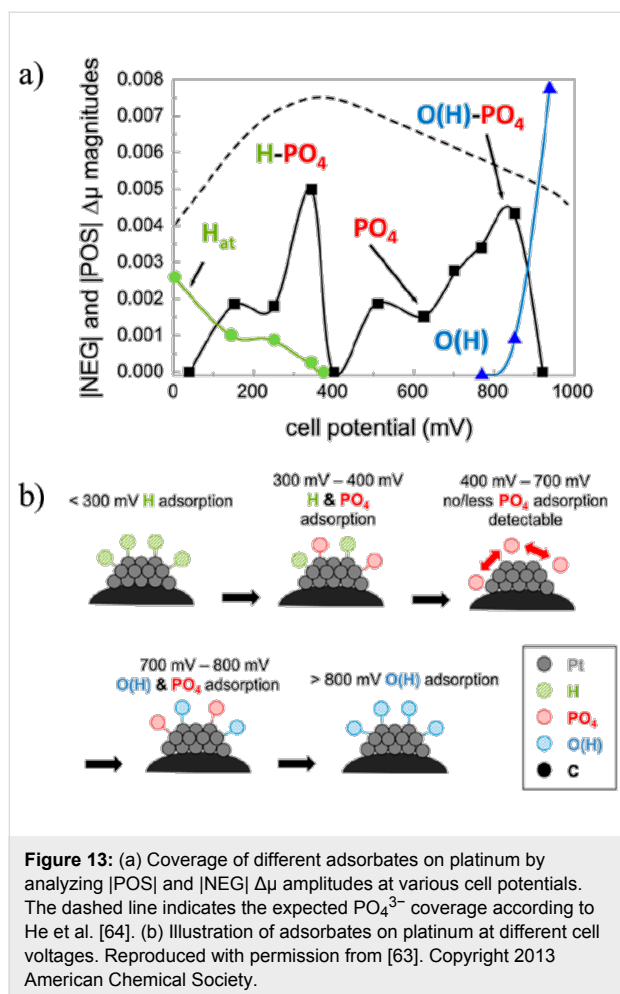 a)
|NEG| and |POS| Δμ magnitudes
0.008
0.007
0.006
0.005
0.004
0.003
0.002
0.001
0.000
H-PO₄
O(H)-PO₄
Hat
PO₄
O(H)
0 200 400 600 800 1000
cell potential (mV)
b)
< 300 mV H adsorption
300 mV – 400 mV
H & PO₄
adsorption
400 mV – 700 mV
no/less PO₄ adsorption
detectable
700 mV – 800 mV
O(H) & PO₄ adsorption
> 800 mV O(H) adsorption
Pt
H
PO₄
O(H)
C
Figure 13: (a) Coverage of different adsorbates on platinum by
analyzing |POS| and |NEG| Δμ amplitudes at various cell potentials.
The dashed line indicates the expected PO₄³⁻ coverage according to
He et al. [64]. (b) Illustration of adsorbates on platinum at different cell
voltages. Reproduced with permission from [63]. Copyright 2013
American Chemical Society.